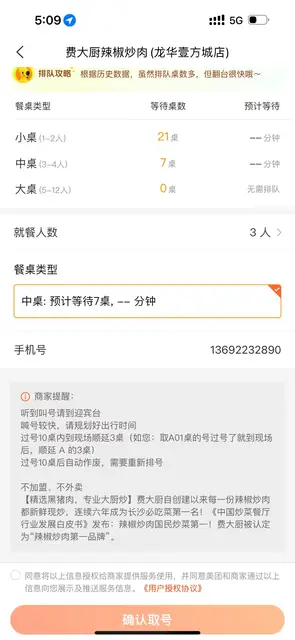 5:09
5G
费大厨辣椒炒肉(龙华壹方城店)
排队攻略 根据历史数据，虽然排队桌数多，但翻台很快哦~
餐桌类型 等待桌数 预计等待
小桌(1-2人) 21桌 --分钟
中桌(3-4人) 7桌 --分钟
大桌(5-12人) 0桌 无需排队
就餐人数 3人
餐桌类型
中桌: 预计等待7桌, -- 分钟
手机号 13692232890
商家提醒：
听到叫号请到迎宾台
喊号较快，请规划好出行时间
过号10桌内到现场顺延3桌（如您：取A01桌的号过号了就到现场
后，顺延 A 的3桌）
过号10桌后自动作废，需要重新排号
不加盟、不外卖
【精选黑猪肉，专业大厨炒】费大厨自创建以来每一份辣椒炒肉
都新鲜现炒，连续六年成为长沙必吃菜第一名！《中国炒菜餐厅
行业发展白皮书》发布：辣椒炒肉国民炒菜第一！费大厨被认定
为“辣椒炒肉第一品牌”。
同意将以上信息授权给商家提供服务使用，并同意美团和商家通过以上
信息向您展示及推送服务信息。《用户授权协议》
确认取号